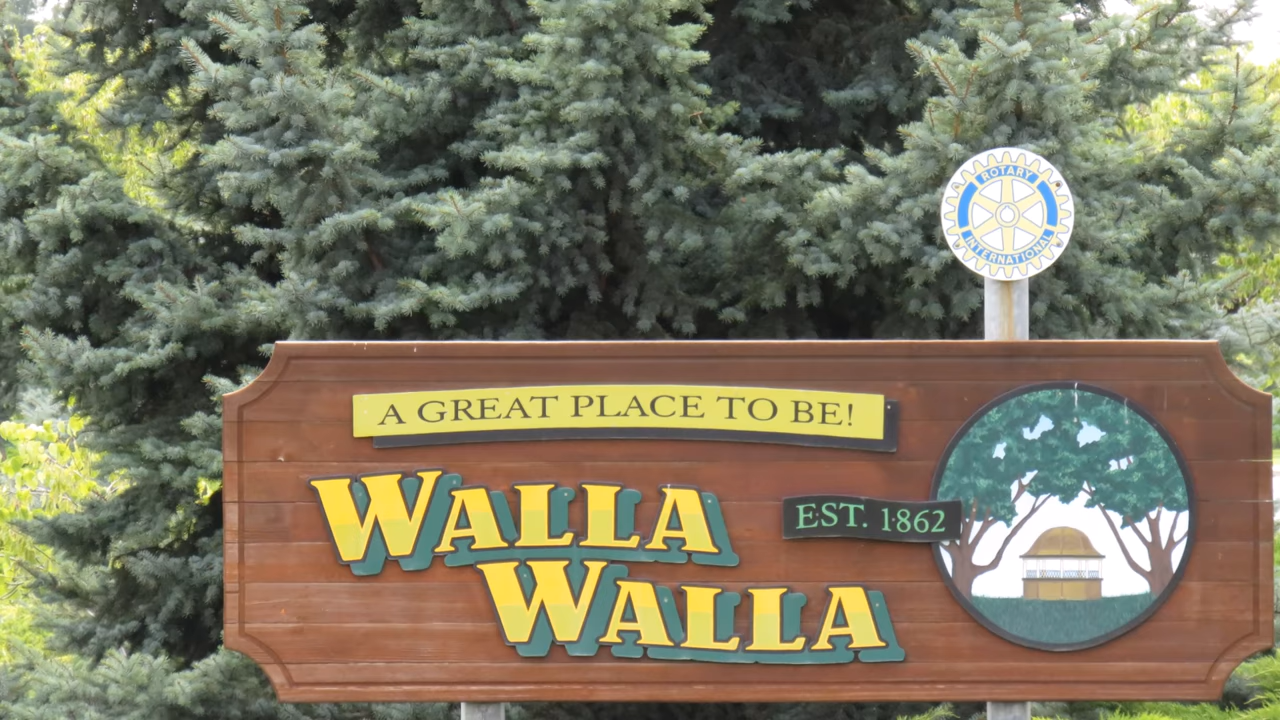 ROTARY
INTERNATIONAL
A GREAT PLACE TO BE!
WALLA
WALLA
EST. 1862